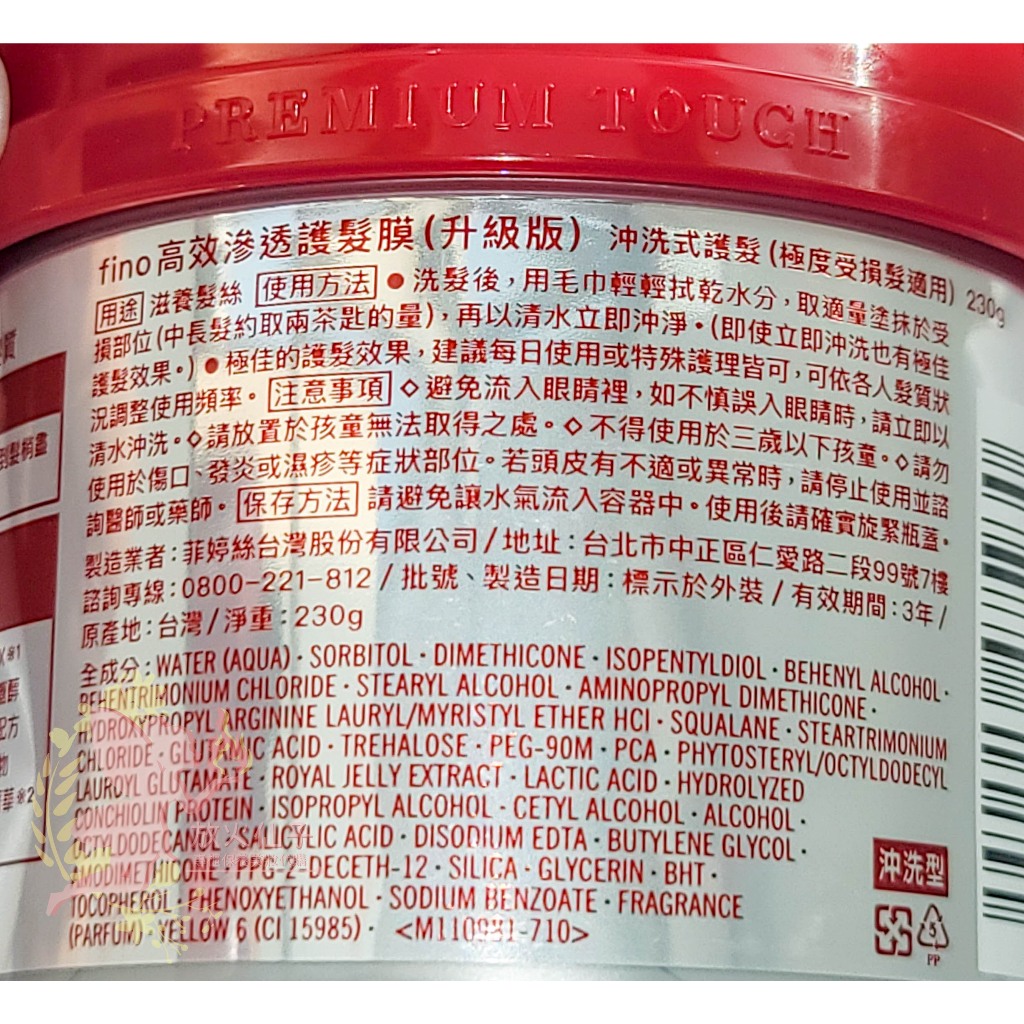 PREMIUM TOUCH
fino高效滲透護髮膜(升級版) 沖洗式護髮(極度受損髮適用) 230g
用途 滋養髮絲 使用方法 ●洗髮後，用毛巾輕輕拭乾水分，取適量塗抹於受
損部位(中長髮約取兩茶匙的量)，再以清水立即沖淨。(即使立即沖洗也有極佳
護髮效果。)●極佳的護髮效果，建議每日使用或特殊護理皆可，可依各人髮質狀
況調整使用頻率。注意事項 ◇避免流入眼睛裡，如不慎誤入眼睛時，請立即以
清水沖洗。◇請放置於孩童無法取得之處。◇不得使用於三歲以下孩童。◇請勿
使用於傷口、發炎或濕疹等症狀部位。若頭皮有不適或異常時，請停止使用並諮
詢醫師或藥師。保存方法 請避免讓水氣流入容器中。使用後請確實旋緊瓶蓋。
製造業者：菲婷絲台灣股份有限公司/地址：台北市中正區仁愛路二段99號7樓
諮詢專線：0800-221-812/批號、製造日期：標示於外裝/有效期間：3年/
原產地：台灣/淨重：230g
全成分：WATER (AQUA)・SORBITOL・DIMETHICONE・ISOPENTYLDIOL・BEHENYL ALCOHOL・
BEHENTRIMONIUM CHLORIDE・STEARYL ALCOHOL・AMINOPROPYL DIMETHICONE・
HYDROXYPROPYL ARGININE LAURYL/MYRISTYL ETHER HCl・SQUALANE・STEARTRIMONIUM
CHLORIDE・GLUTAMIC ACID・TREHALOSE・PEG-90M・PCA・PHYTOSTERYL/OCTYLDODECYL
LAUROYL GLUTAMATE・ROYAL JELLY EXTRACT・LACTIC ACID・HYDROLYZED
CONCHIOLIN PROTEIN・ISOPROPYL ALCOHOL・CETYL ALCOHOL・ALCOHOL・
OCTYLDODECANOL・SALICYLIC ACID・DISODIUM EDTA・BUTYLENE GLYCOL・
AMODIMETHICONE・PPG-2-DECETH-12・SILICA・GLYCERIN・BHT・
TOCOPHEROL・PHENOXYETHANOL・SODIUM BENZOATE・FRAGRANCE
(PARFUM)・YELLOW 6 (CI 15985)・ <M110981-710>
沖洗型
5
PP
質
髮梢盡
※1
配方
華※2